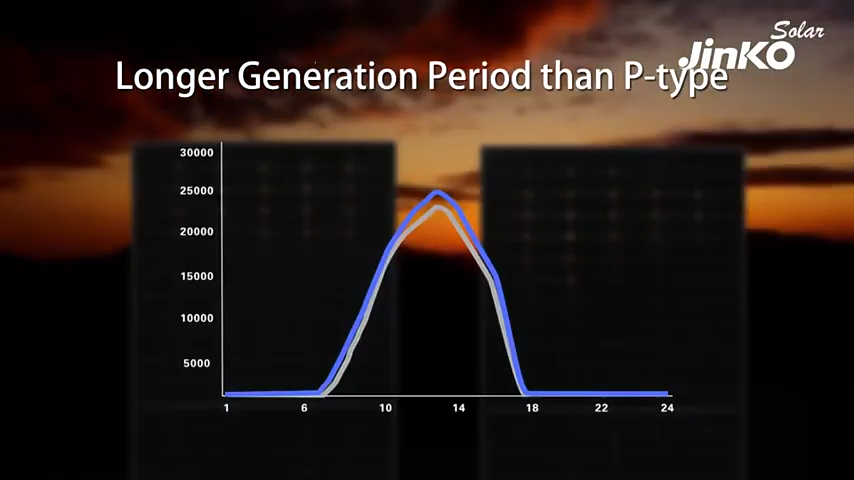 Solar
JinKO
Longer Generation Period than P-type
30000
25000
20000
15000
10000
5000
1 6 10 14 18 22 24